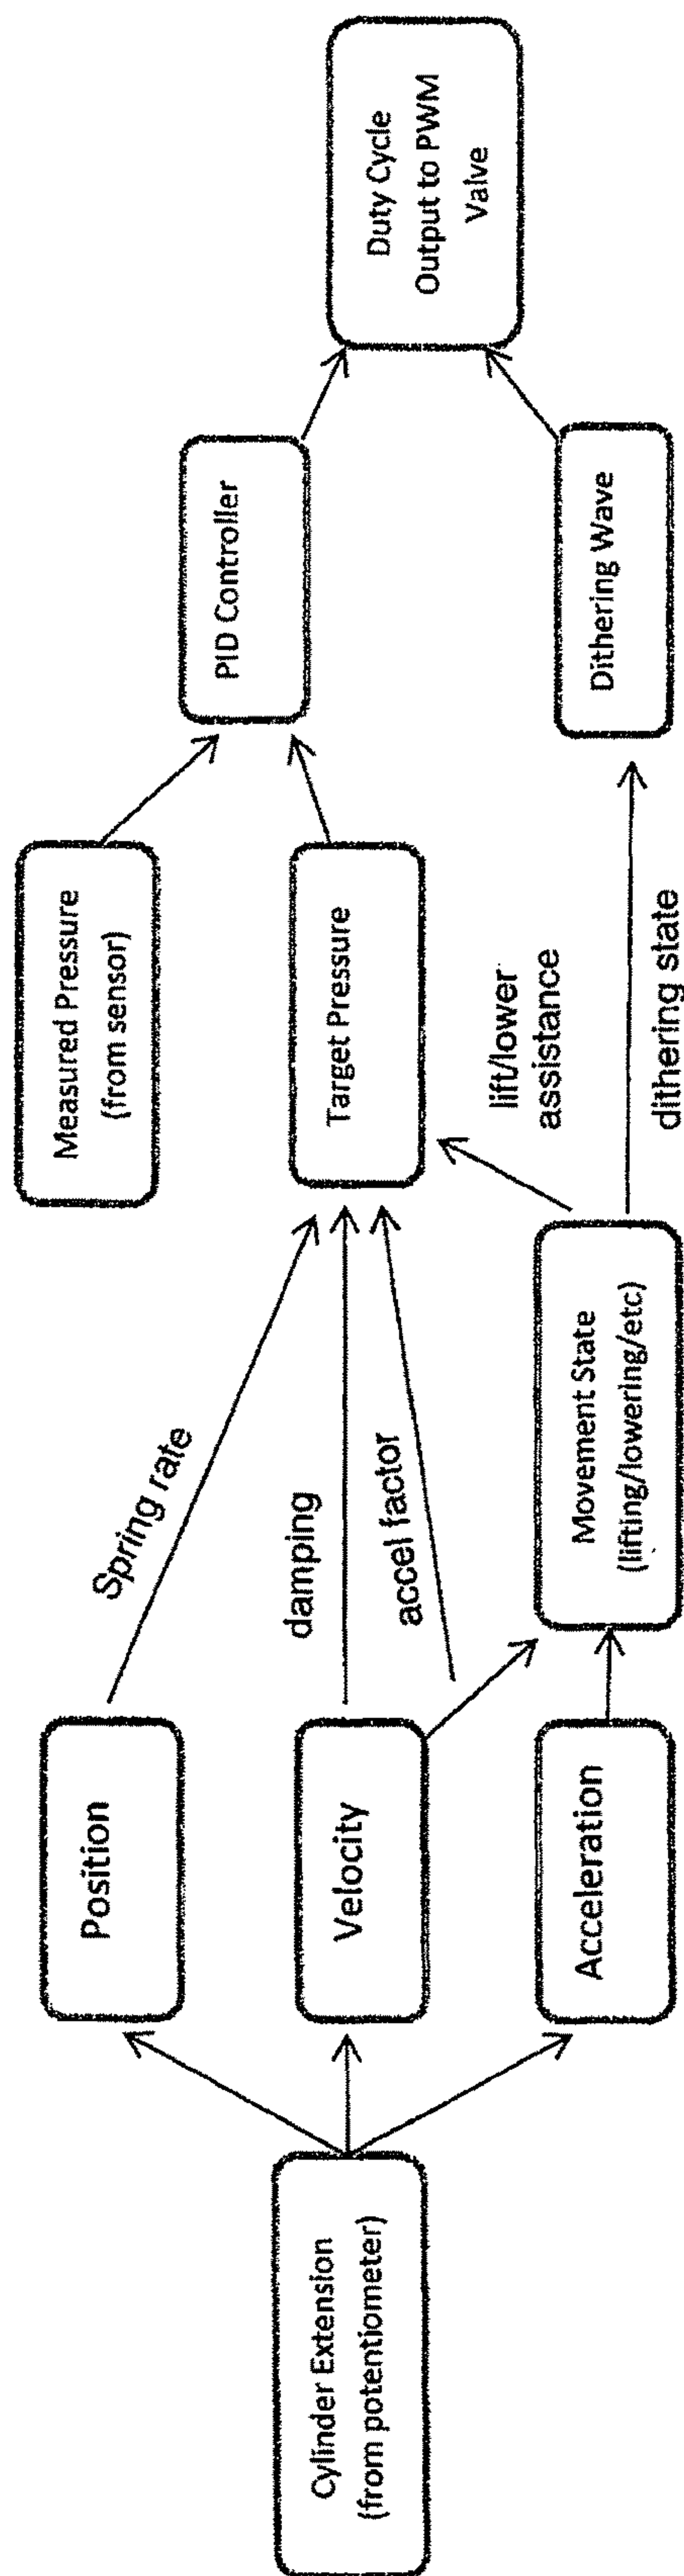 Cylinder Extension
(from potentiometer)
Position
Velocity
Acceleration
Spring rate
damping
accel factor
Movement State
(lifting/lowering/etc)
Measured Pressure
(from sensor)
Target Pressure
lift/lower
assistance
dithering state
PID Controller
Dithering Wave
Duty Cycle
Output to PWM
Valve